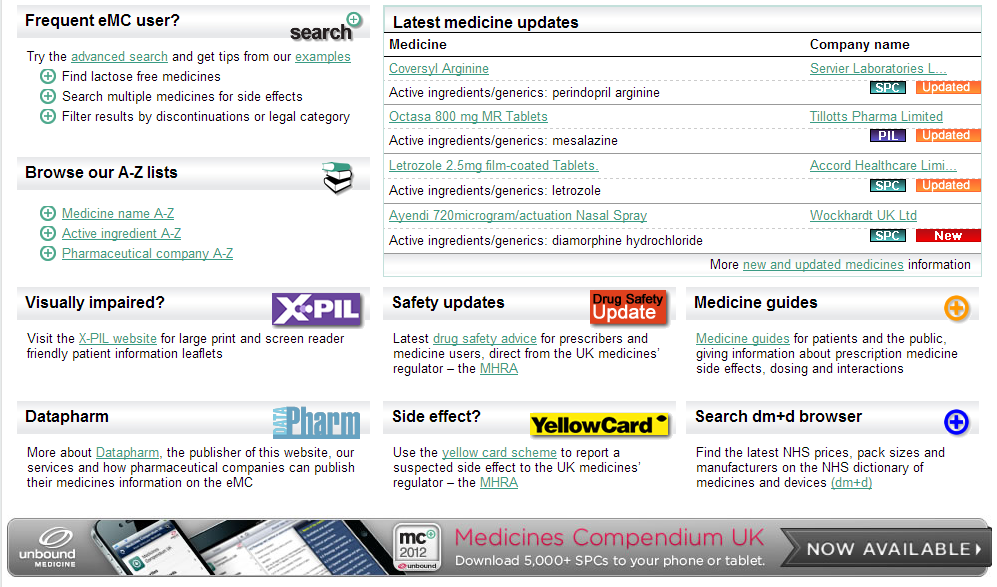 Frequent eMC user?
search
Try the advanced search and get tips from our examples
Find lactose free medicines
Search multiple medicines for side effects
Filter results by discontinuations or legal category
Browse our A-Z lists
Medicine name A-Z
Active ingredient A-Z
Pharmaceutical company A-Z
Latest medicine updates
Medicine Company name
Coversyl Arginine Servier Laboratories L...
Active ingredients/generics: perindopril arginine SPC Updated
Octasa 800 mg MR Tablets Tillotts Pharma Limited
Active ingredients/generics: mesalazine PIL Updated
Letrozole 2.5mg film-coated Tablets. Accord Healthcare Limi...
Active ingredients/generics: letrozole SPC Updated
Ayendi 720microgram/actuation Nasal Spray Wockhardt UK Ltd
Active ingredients/generics: diamorphine hydrochloride SPC New
More new and updated medicines information
Visually impaired?
X-PIL
Visit the X-PIL website for large print and screen reader
friendly patient information leaflets
Safety updates
Drug Safety
Update
Latest drug safety advice for prescribers and
medicine users, direct from the UK medicines'
regulator – the MHRA
Medicine guides
Medicine guides for patients and the public,
giving information about prescription medicine
side effects, dosing and interactions
Datapharm
DATA Pharm
More about Datapharm, the publisher of this website, our
services and how pharmaceutical companies can publish
their medicines information on the eMC
Side effect?
YellowCard
Use the yellow card scheme to report a
suspected side effect to the UK medicines'
regulator – the MHRA
Search dm+d browser
Find the latest NHS prices, pack sizes and
manufacturers on the NHS dictionary of
medicines and devices (dm+d)
unbound
MEDICINE
mc+
2012
unbound
Medicines Compendium UK
Download 5,000+ SPCs to your phone or tablet.
NOW AVAILABLE